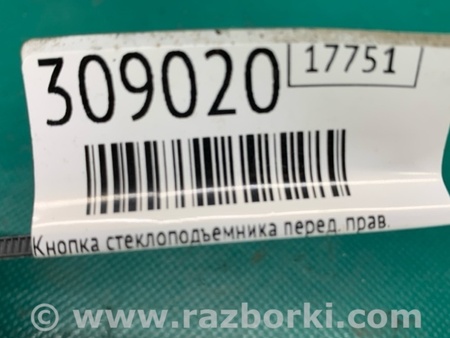 309020
17751
Кнопка стеклоподъемника перед. прав.
© www.razborki.com